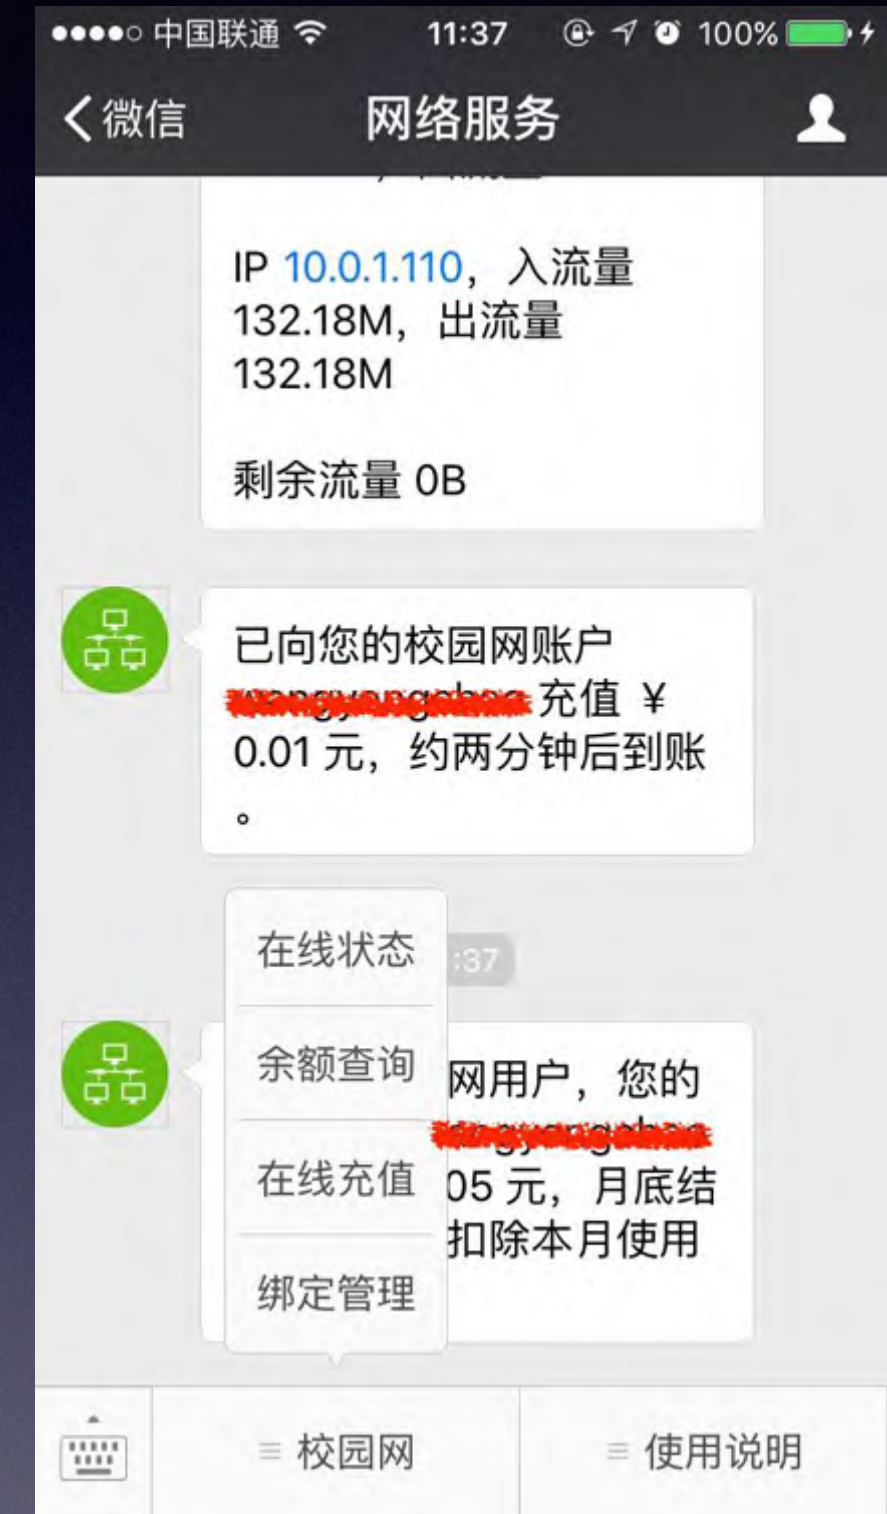 中国联通 11:37 100%
微信 网络服务
IP 10.0.1.110，入流量
132.18M，出流量
132.18M
剩余流量 0B
已向您的校园网账户
充值 ¥
0.01 元，约两分钟后到账
。
:37
在线状态
余额查询
在线充值
绑定管理
网用户，您的
05 元，月底结
扣除本月使用
校园网 使用说明